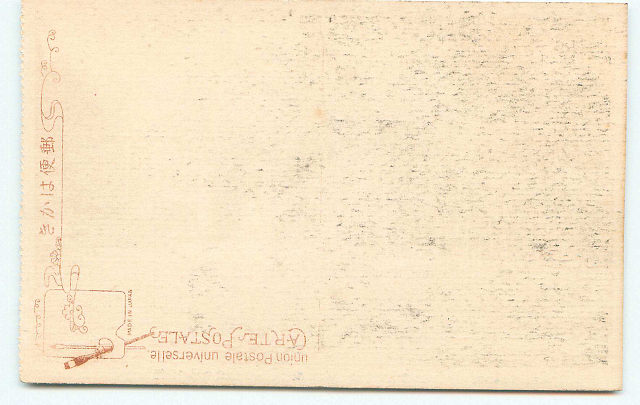 郵便はかき
union Postale universelle.
CARTE POSTALE
MADE IN JAPAN